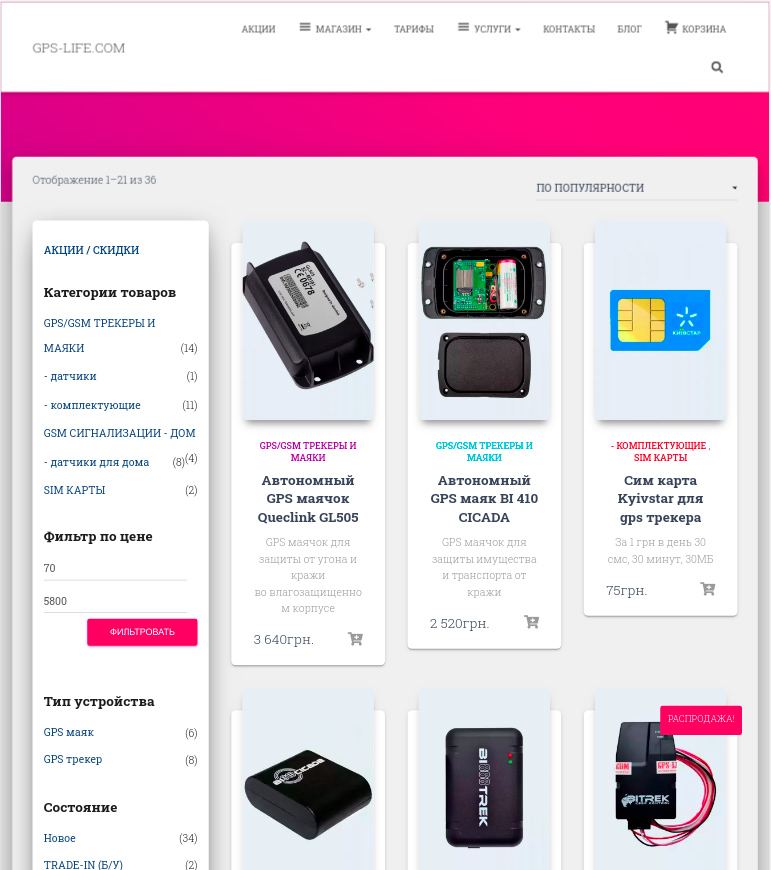 АКЦИИ
МАГАЗИН
ТАРИФЫ
УСЛУГИ
КОНТАКТЫ
БЛОГ
КОРЗИНА
GPS-LIFE.COM
Отображение 1–21 из 36
ПО ПОПУЛЯРНОСТИ
АКЦИИ / СКИДКИ
Категории товаров
GPS/GSM ТРЕКЕРЫ И
МАЯКИ (14)
- датчики (1)
- комплектующие (11)
GSM СИГНАЛИЗАЦИИ - ДОМ
(4)
- датчики для дома (8)
SIM КАРТЫ (2)
Фильтр по цене
70
5800
ФИЛЬТРОВАТЬ
Тип устройства
GPS маяк (6)
GPS трекер (8)
Состояние
Новое (34)
TRADE-IN (Б/У) (2)
0678
GPS/GSM ТРЕКЕРЫ И
МАЯКИ
Автономный
GPS маячок
Queclink GL505
GPS маячок для
защиты от угона и
кражи
во влагозащищенно
м корпусе
3 640грн.
GPS/GSM ТРЕКЕРЫ И
МАЯКИ
Автономный
GPS маяк BI 410
CICADA
GPS маячок для
защиты имущества
и транспорта от
кражи
2 520грн.
КИЇВСТАР
- КОМПЛЕКТУЮЩИЕ ,
SIM КАРТЫ
Сим карта
Kyivstar для
gps трекера
За 1 грн в день 30
смс, 30 минут, 30МБ
75грн.
BI TREK
РАСПРОДАЖА!
BITREK